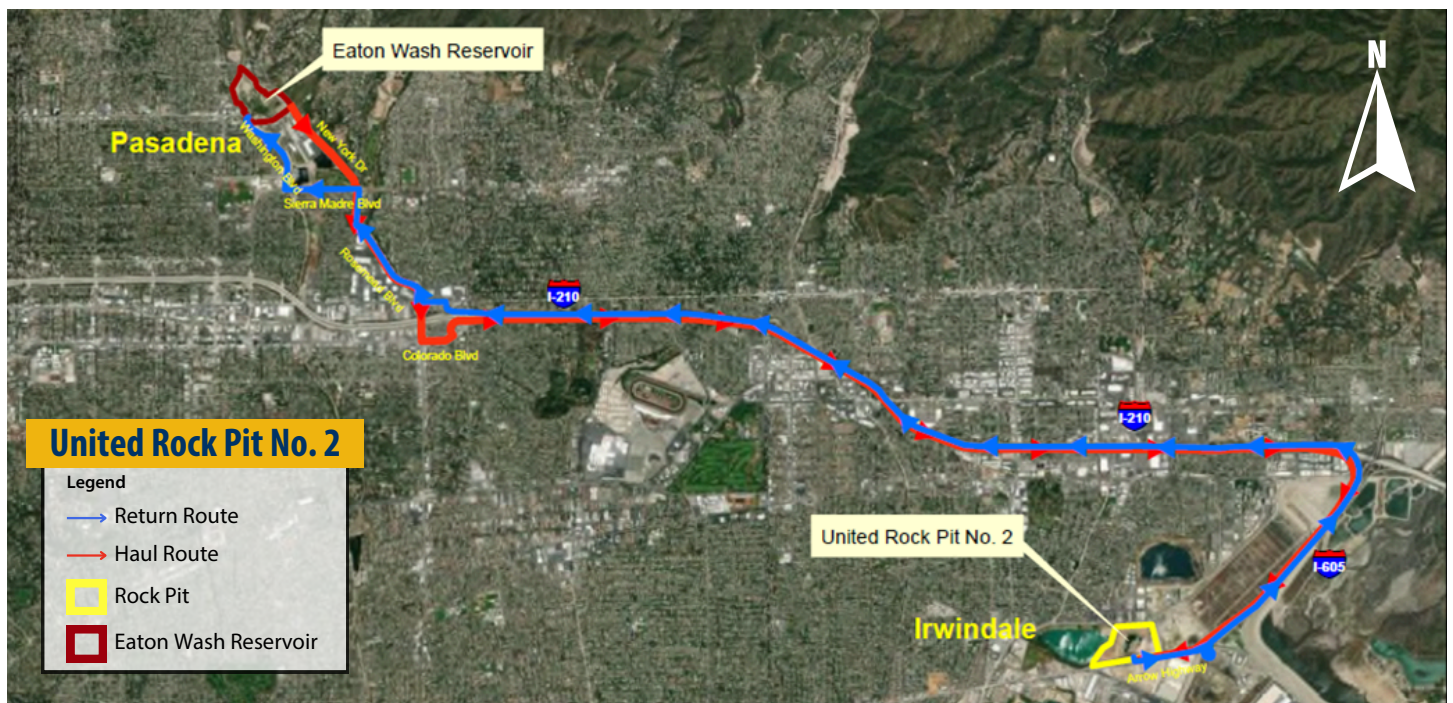 Eaton Wash Reservoir
N
Pasadena
New York Dr
Washington Blvd
Sierra Madre Blvd
Rosemead Blvd
I-210
Colorado Blvd
I-210
United Rock Pit No. 2
Legend
Return Route
Haul Route
Rock Pit
Eaton Wash Reservoir
United Rock Pit No. 2
I-605
Irwindale
Arrow Highway